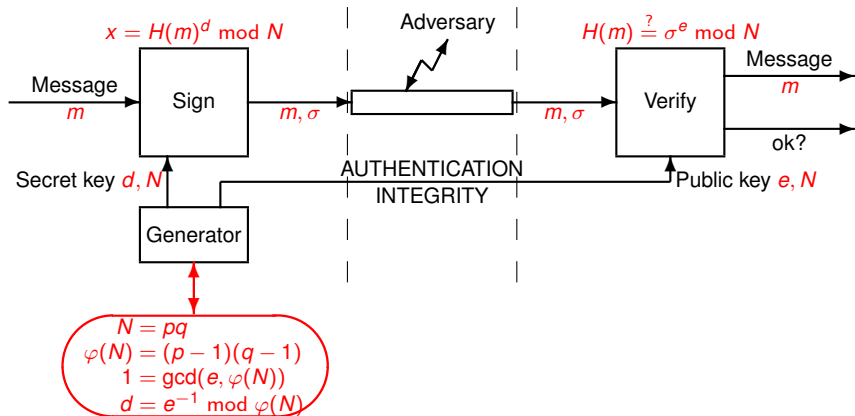 x = H(m)^d mod N
Adversary
H(m) ≟ σ^e mod N
Message
m
Sign
m, σ
m, σ
Verify
Message
m
ok?
Secret key d, N
AUTHENTICATION
INTEGRITY
Public key e, N
Generator
N = pq
φ(N) = (p − 1)(q − 1)
1 = gcd(e, φ(N))
d = e^−1 mod φ(N)